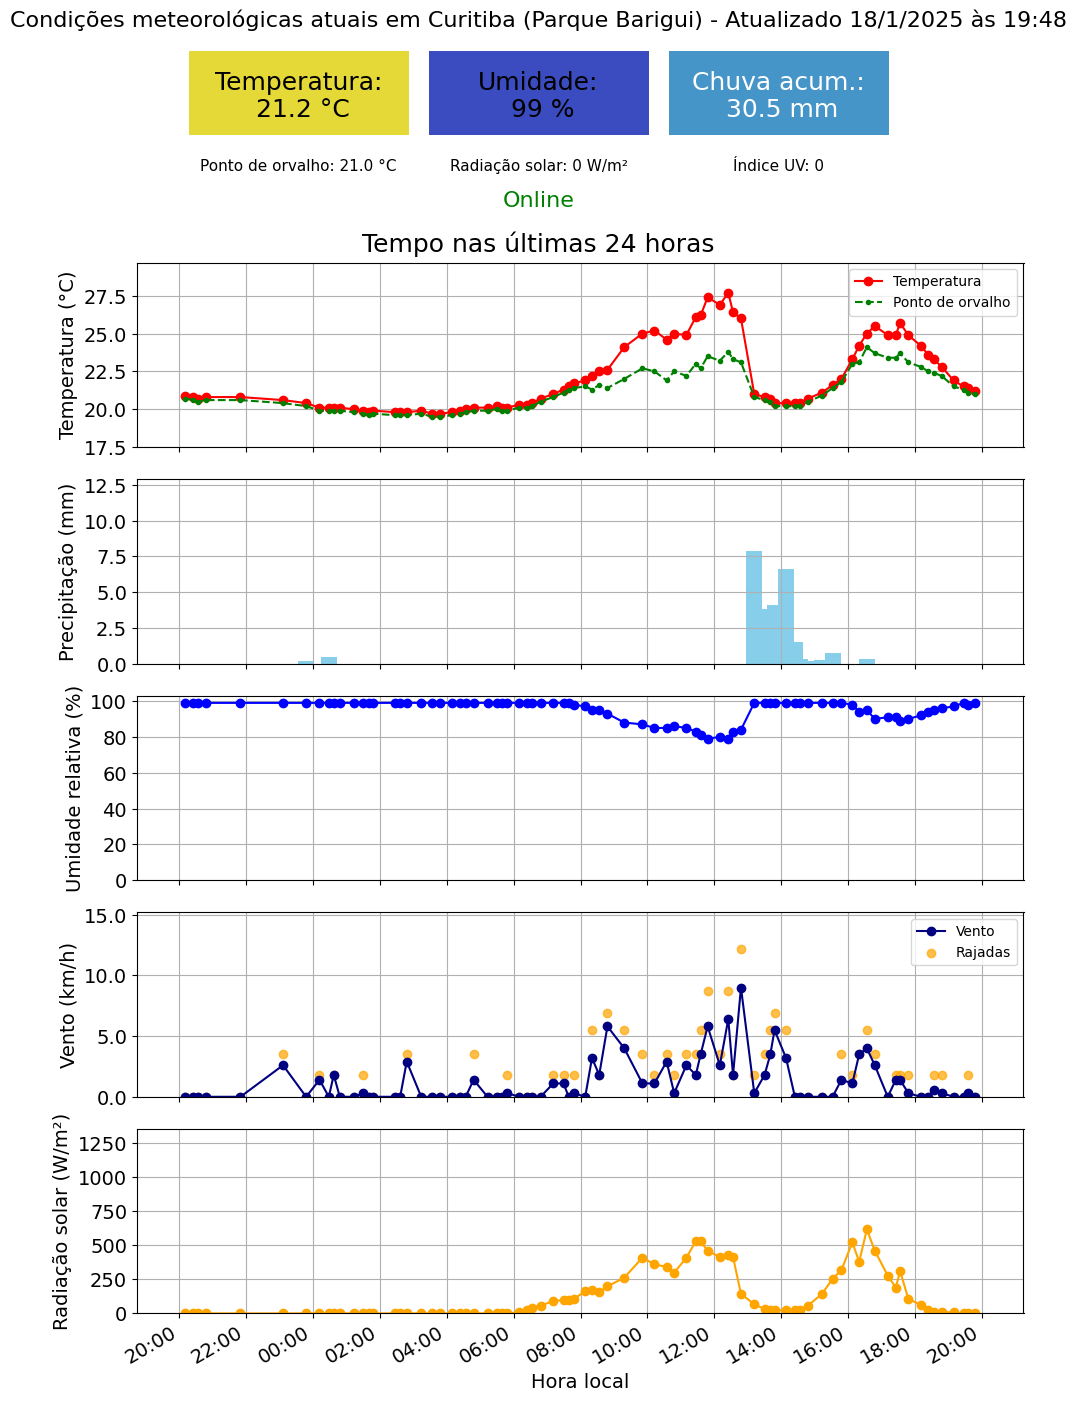 Condições meteorológicas atuais em Curitiba (Parque Barigui) - Atualizado 18/1/2025 às 19:48
Temperatura:
21.2 °C
Umidade:
99 %
Chuva acum.:
30.5 mm
Ponto de orvalho: 21.0 °C
Radiação solar: 0 W/m²
Índice UV: 0
Online
Tempo nas últimas 24 horas
Temperatura (°C)
27.5
25.0
22.5
20.0
17.5
Temperatura
Ponto de orvalho
Precipitação (mm)
12.5
10.0
7.5
5.0
2.5
0.0
Umidade relativa (%)
100
80
60
40
20
0
Vento (km/h)
15.0
10.0
5.0
0.0
Vento
Rajadas
Radiação solar (W/m²)
1250
1000
750
500
250
0
20:00
22:00
00:00
02:00
04:00
06:00
08:00
10:00
12:00
14:00
16:00
18:00
20:00
Hora local